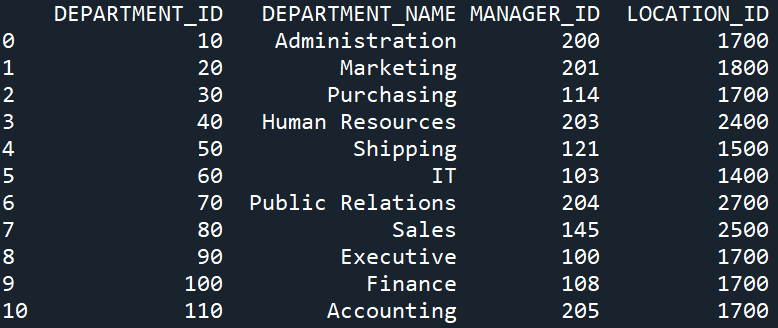 DEPARTMENT_ID DEPARTMENT_NAME MANAGER_ID LOCATION_ID
0 10 Administration 200 1700
1 20 Marketing 201 1800
2 30 Purchasing 114 1700
3 40 Human Resources 203 2400
4 50 Shipping 121 1500
5 60 IT 103 1400
6 70 Public Relations 204 2700
7 80 Sales 145 2500
8 90 Executive 100 1700
9 100 Finance 108 1700
10 110 Accounting 205 1700